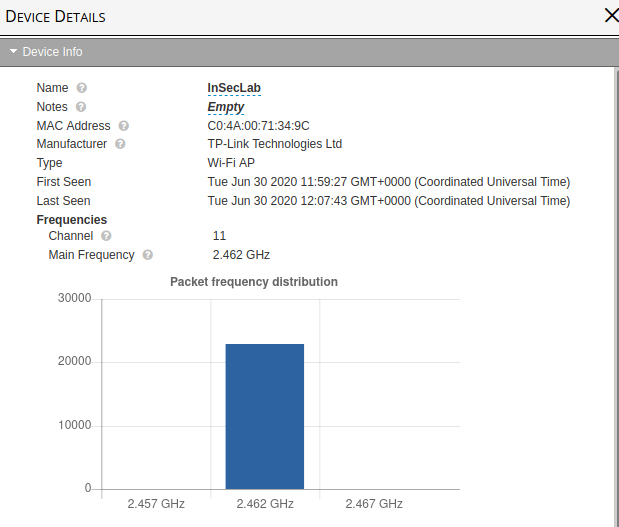 DEVICE DETAILS
Device Info
Name ? InSecLab
Notes ? Empty
MAC Address ? C0:4A:00:71:34:9C
Manufacturer ? TP-Link Technologies Ltd
Type Wi-Fi AP
First Seen Tue Jun 30 2020 11:59:27 GMT+0000 (Coordinated Universal Time)
Last Seen Tue Jun 30 2020 12:07:43 GMT+0000 (Coordinated Universal Time)
Frequencies
Channel ? 11
Main Frequency ? 2.462 GHz
Packet frequency distribution
30000
20000
10000
0
2.457 GHz 2.462 GHz 2.467 GHz